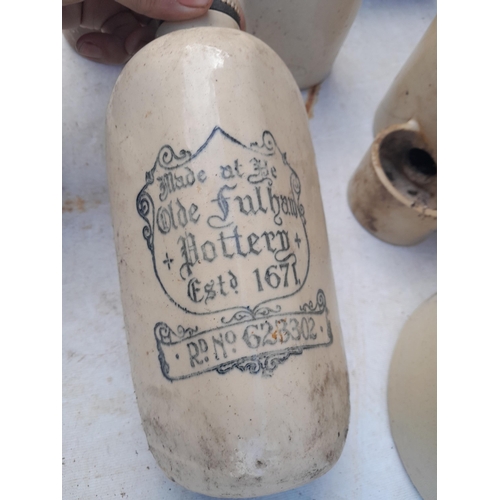 Made at Ye
Olde Fulham
Pottery
Estd 1671
Rd No 623302